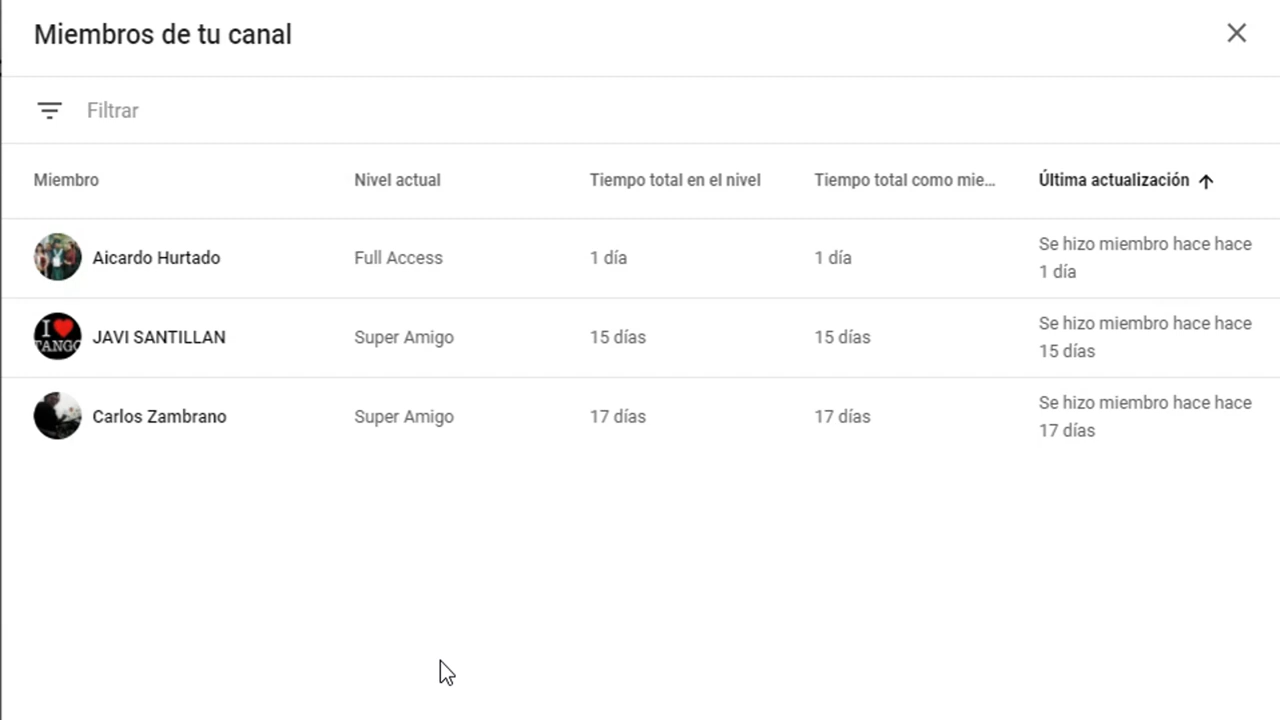 Miembros de tu canal
Filtrar
Miembro Nivel actual Tiempo total en el nivel Tiempo total como mie... Última actualización
Aicardo Hurtado Full Access 1 día 1 día Se hizo miembro hace hace
1 día
I
TANGO
JAVI SANTILLAN Super Amigo 15 días 15 días Se hizo miembro hace hace
15 días
Carlos Zambrano Super Amigo 17 días 17 días Se hizo miembro hace hace
17 días